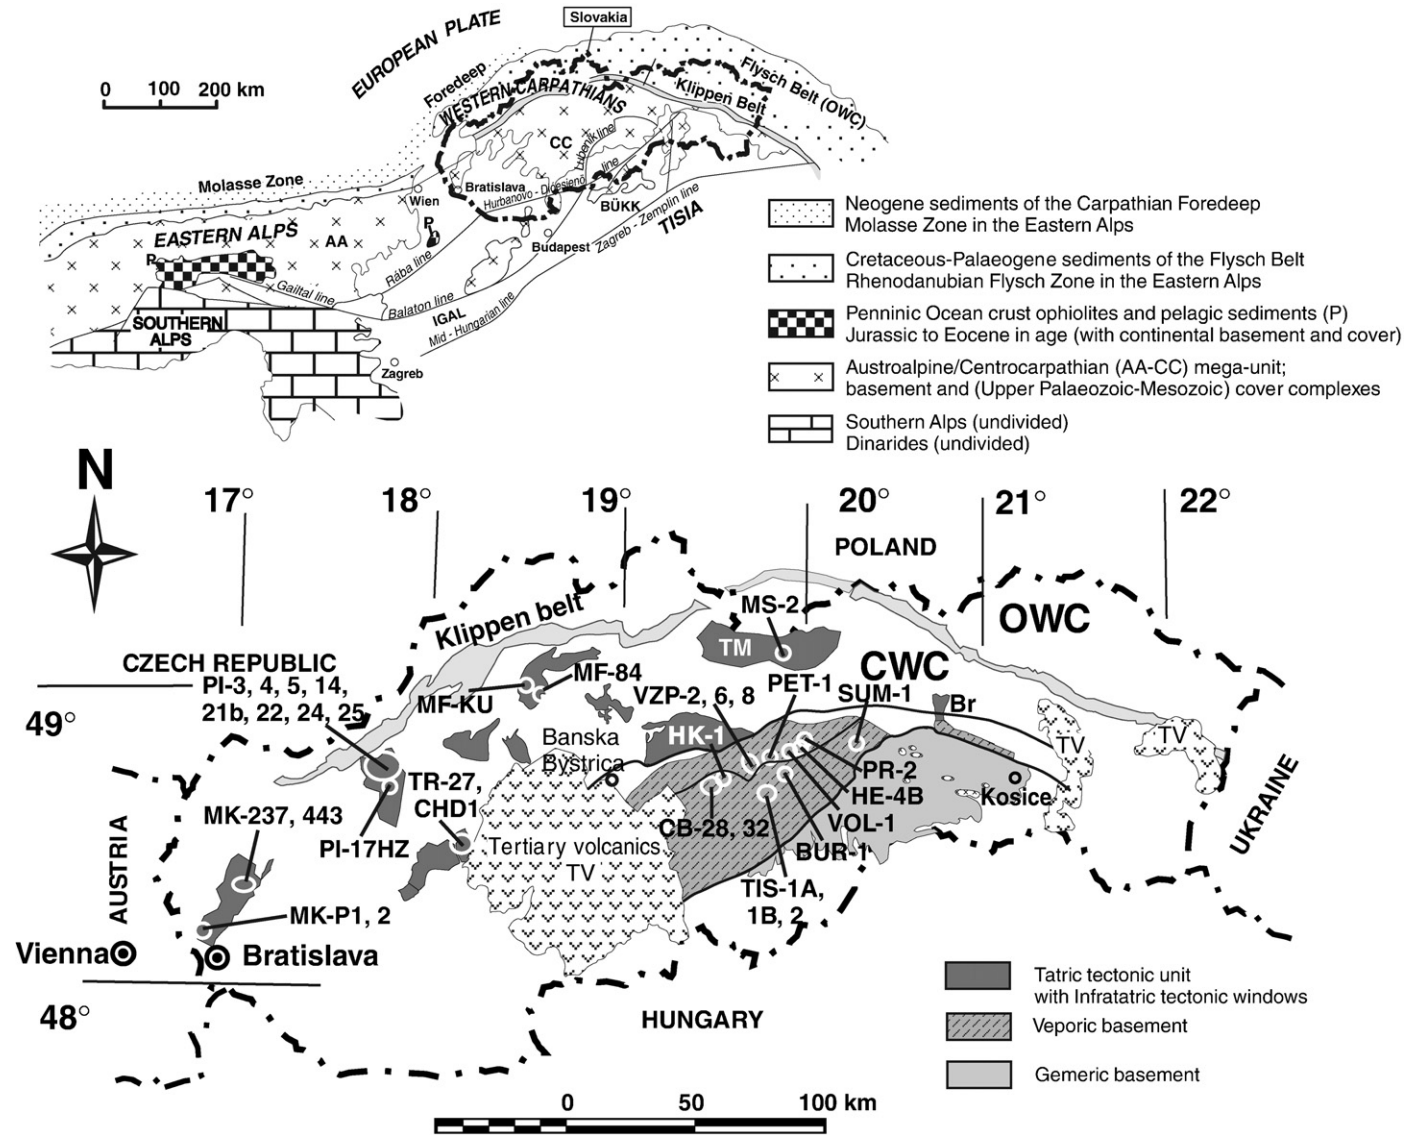 EUROPEAN PLATE
Slovakia
0 100 200 km
Foredeep
WESTERN CARPATHIANS
Flysch Belt (OWC)
Klippen Belt
CC
Lubeník line
Molasse Zone
Wien
Bratislava
Hurbanovo - Diósjenő line
BÜKK
P
EASTERN ALPS
AA
Budapest
Zagreb - Zemplin line
TISIA
P
Rába line
Gailtal line
Balaton line
IGAL
Mid - Hungarian line
SOUTHERN
ALPS
Zagreb
Neogene sediments of the Carpathian Foredeep
Molasse Zone in the Eastern Alps
Cretaceous-Palaeogene sediments of the Flysch Belt
Rhenodanubian Flysch Zone in the Eastern Alps
Penninic Ocean crust ophiolites and pelagic sediments (P)
Jurassic to Eocene in age (with continental basement and cover)
Austroalpine/Centrocarpathian (AA-CC) mega-unit;
basement and (Upper Palaeozoic-Mesozoic) cover complexes
Southern Alps (undivided)
Dinarides (undivided)
N
17° 18° 19° 20° 21° 22°
POLAND
MS-2
Klippen belt
OWC
TM
CWC
CZECH REPUBLIC
PI-3, 4, 5, 14,
21b, 22, 24, 25
MF-84
MF-KU
VZP-2, 6, 8
PET-1
SUM-1
Br
49°
HK-1
Banska
Bystrica
TV
TV
TR-27,
CHD1
PR-2
HE-4B
Kosice
MK-237, 443
CB-28, 32
VOL-1
PI-17HZ
Tertiary volcanics
TV
BUR-1
UKRAINE
AUSTRIA
TIS-1A,
1B, 2
MK-P1, 2
Vienna
Bratislava
48°
HUNGARY
Tatric tectonic unit
with Infratatric tectonic windows
Veporic basement
Gemeric basement
0 50 100 km